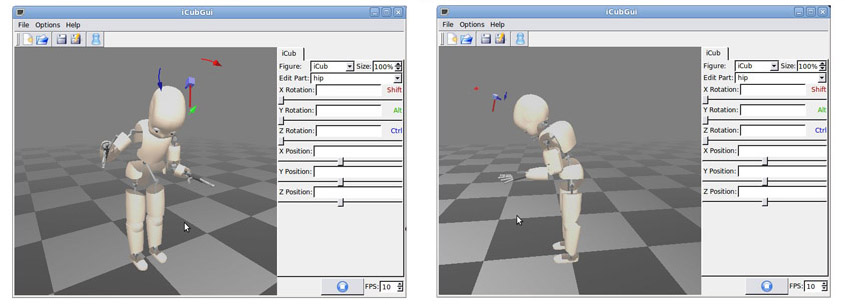 iCubGui
File Options Help
iCub
Figure: iCub Size: 100%
Edit Part: hip
X Rotation: Shift
Y Rotation: Alt
Z Rotation: Ctrl
X Position:
Y Position:
Z Position:
FPS: 10
iCubGui
File Options Help
iCub
Figure: iCub Size: 100%
Edit Part: hip
X Rotation: Shift
Y Rotation: Alt
Z Rotation: Ctrl
X Position:
Y Position:
Z Position:
FPS: 10